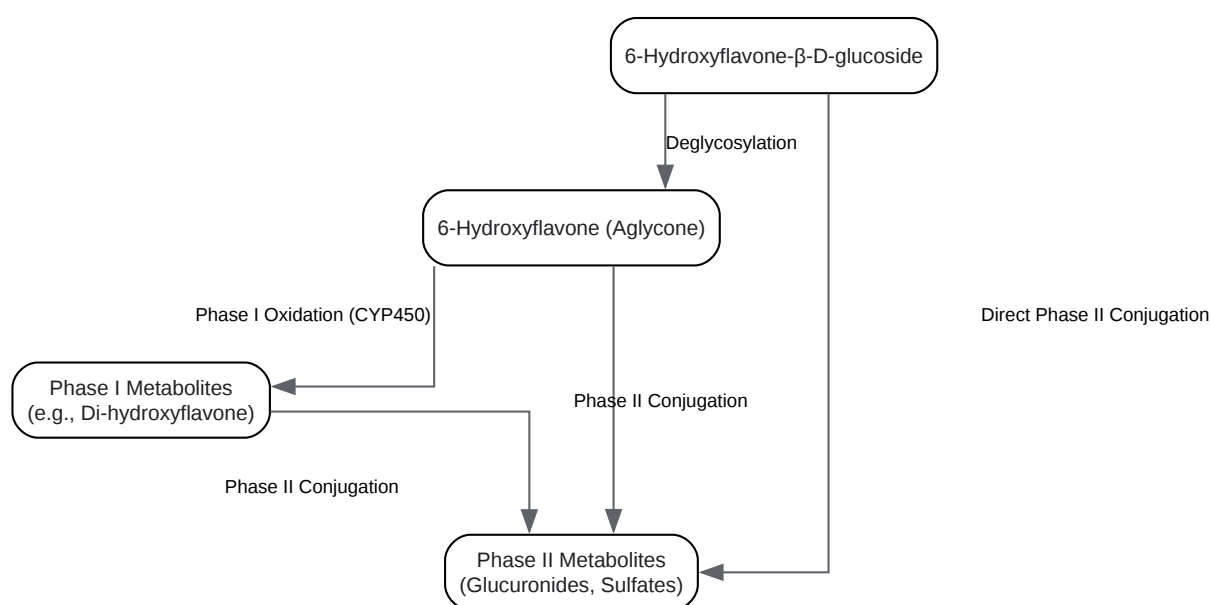 6-Hydroxyflavone-β-D-glucoside
Deglycosylation
6-Hydroxyflavone (Aglycone)
Phase I Oxidation (CYP450)
Direct Phase II Conjugation
Phase I Metabolites
(e.g., Di-hydroxyflavone)
Phase II Conjugation
Phase II Conjugation
Phase II Metabolites
(Glucuronides, Sulfates)